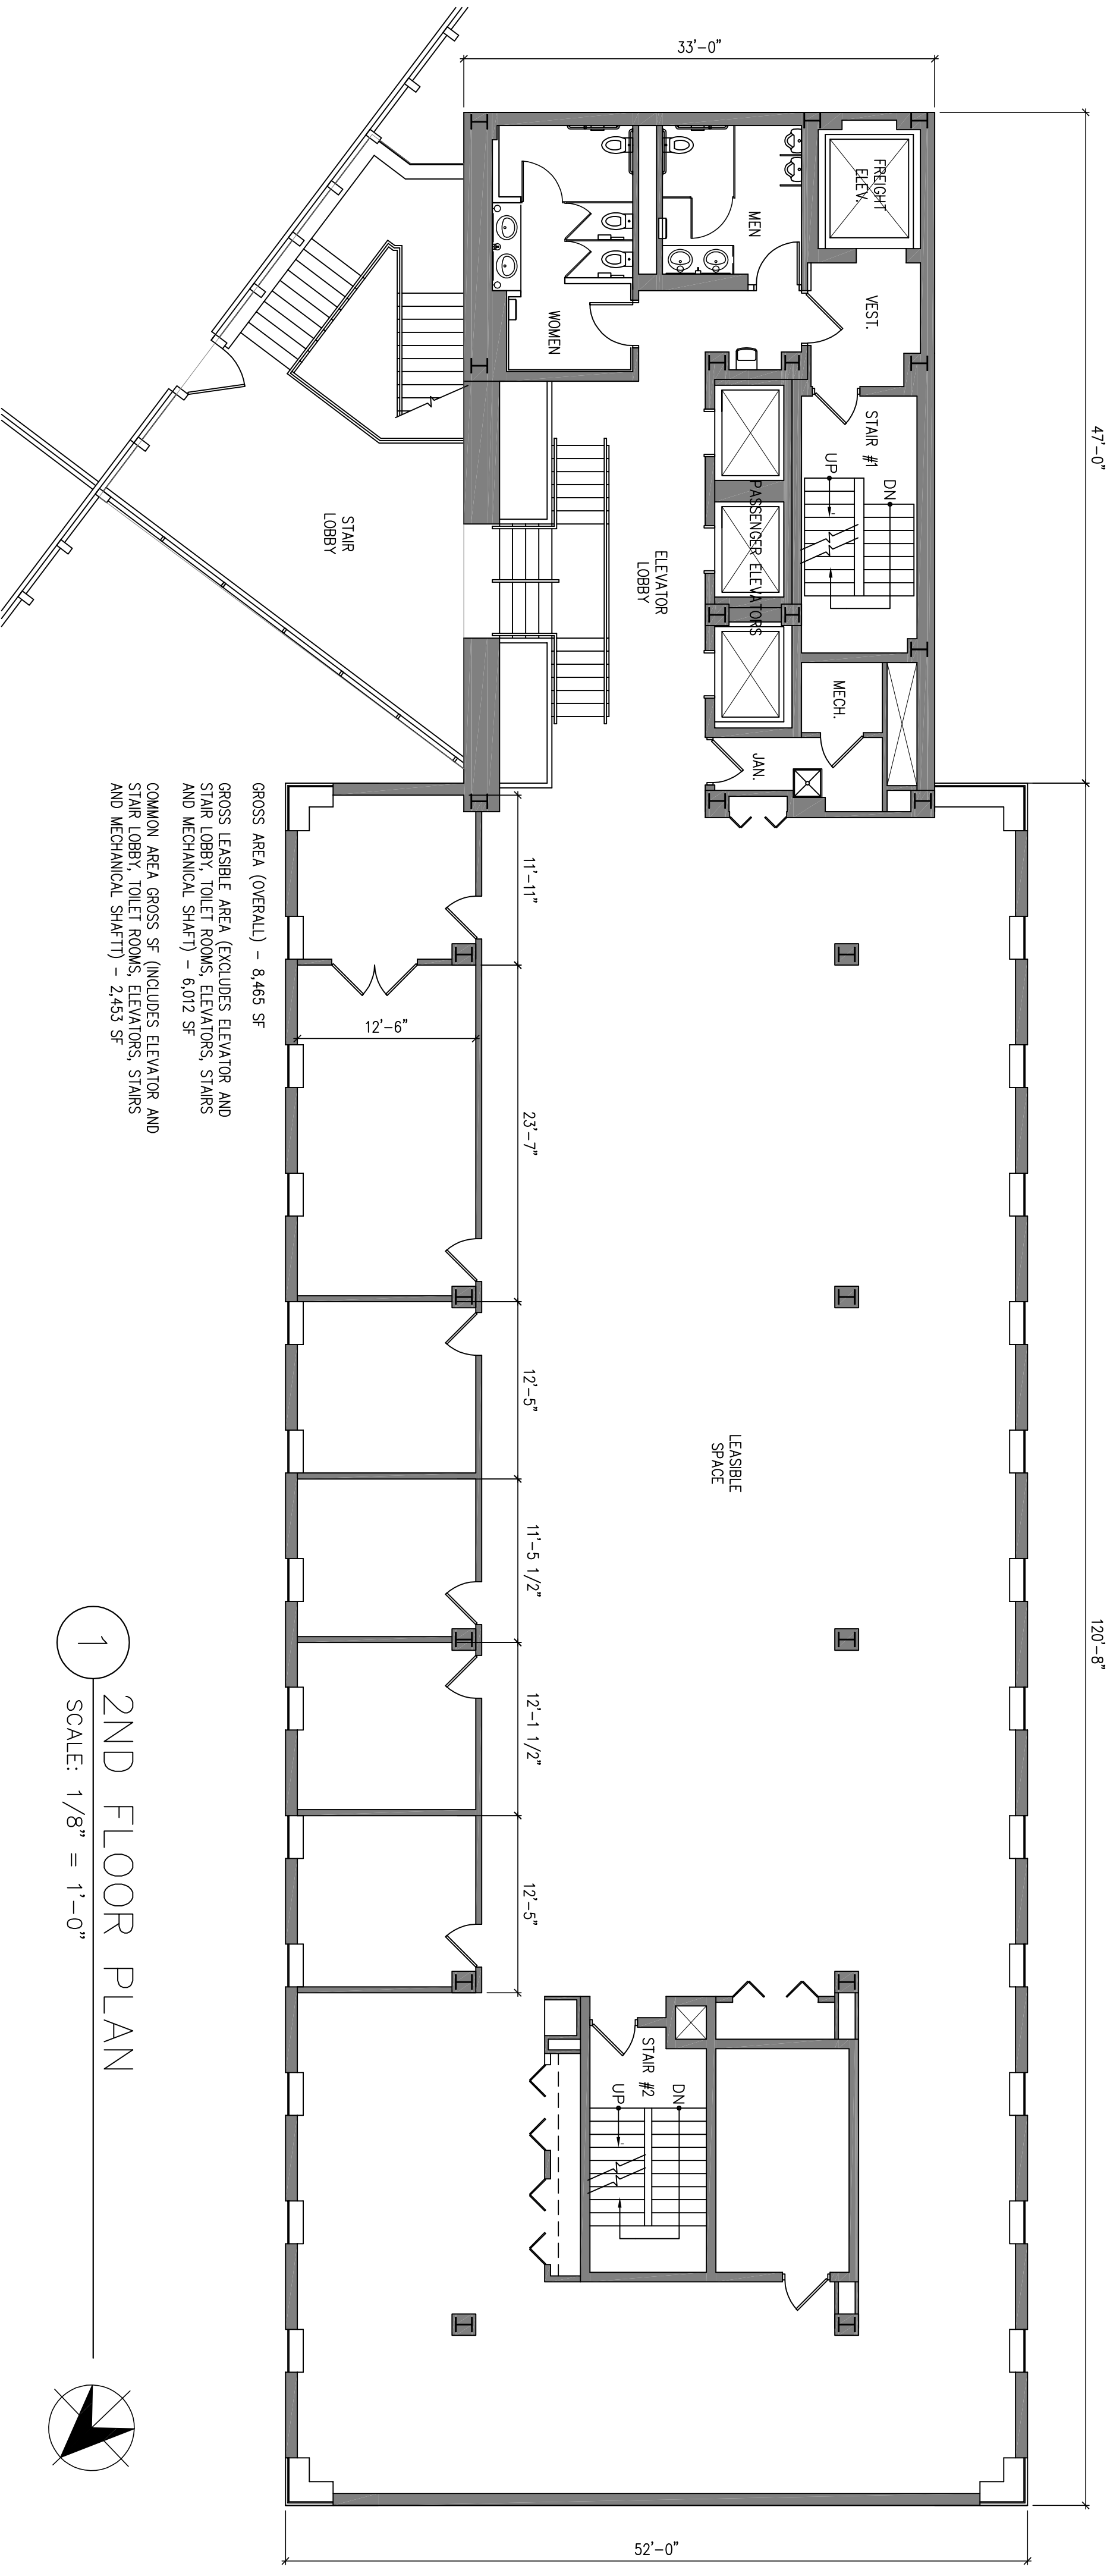 33'-0"
47'-0"
120'-8"
52'-0"
FREIGHT
ELEV.
MEN
VEST.
WOMEN
STAIR #1
UP
DN
PASSENGER ELEVATORS
ELEVATOR
LOBBY
STAIR
LOBBY
MECH.
JAN.
11'-11"
12'-6"
23'-7"
12'-5"
11'-5 1/2"
12'-1 1/2"
12'-5"
LEASIBLE
SPACE
STAIR #2
UP
DN
GROSS AREA (OVERALL) - 8,465 SF
GROSS LEASIBLE AREA (EXCLUDES ELEVATOR AND
STAIR LOBBY, TOILET ROOMS, ELEVATORS, STAIRS
AND MECHANICAL SHAFT) - 6,012 SF
COMMON AREA GROSS SF (INCLUDES ELEVATOR AND
STAIR LOBBY, TOILET ROOMS, ELEVATORS, STAIRS
AND MECHANICAL SHAFTT) - 2,453 SF
1
2ND FLOOR PLAN
SCALE: 1/8" = 1'-0"